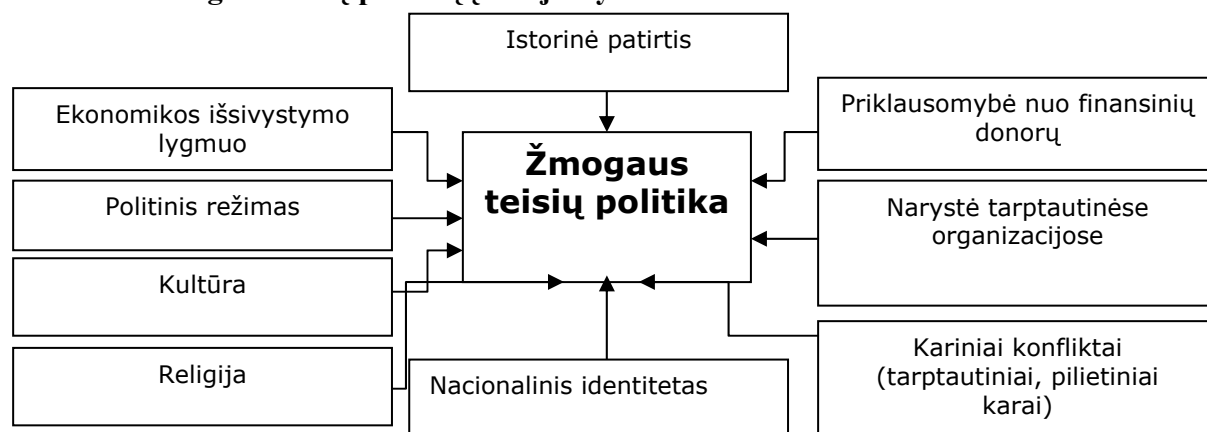 Istorinė patirtis
Ekonomikos išsivystymo
lygmuo
Priklausomybė nuo finansinių
donorų
Žmogaus
teisių politika
Politinis režimas
Narystė tarptautinėse
organizacijose
Kultūra
Religija
Nacionalinis identitetas
Kariniai konfliktai
(tarptautiniai, pilietiniai
karai)